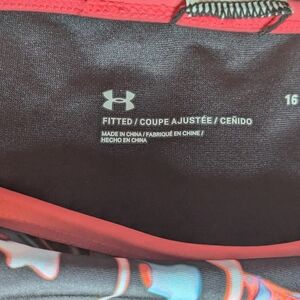 16
FITTED / COUPE AJUSTÉE / CEÑIDO
MADE IN CHINA / FABRIQUÉ EN CHINE /
HECHO EN CHINA